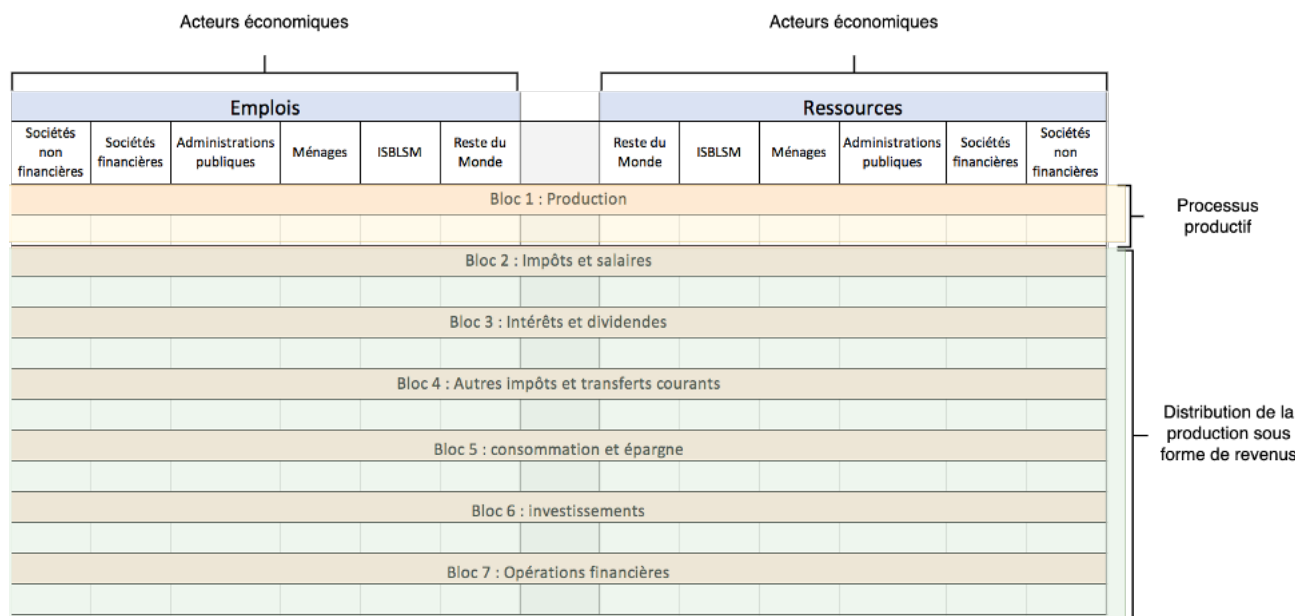 Acteurs économiques
Acteurs économiques
Emplois
Ressources
Sociétés
non
financières
Sociétés
financières
Administrations
publiques
Ménages
ISBLSM
Reste du
Monde
Reste du
Monde
ISBLSM
Ménages
Administrations
publiques
Sociétés
financières
Sociétés
non
financières
Bloc 1 : Production
Processus
productif
Bloc 2 : Impôts et salaires
Bloc 3 : Intérêts et dividendes
Bloc 4 : Autres impôts et transferts courants
Distribution de la
production sous
forme de revenus
Bloc 5 : consommation et épargne
Bloc 6 : investissements
Bloc 7 : Opérations financières